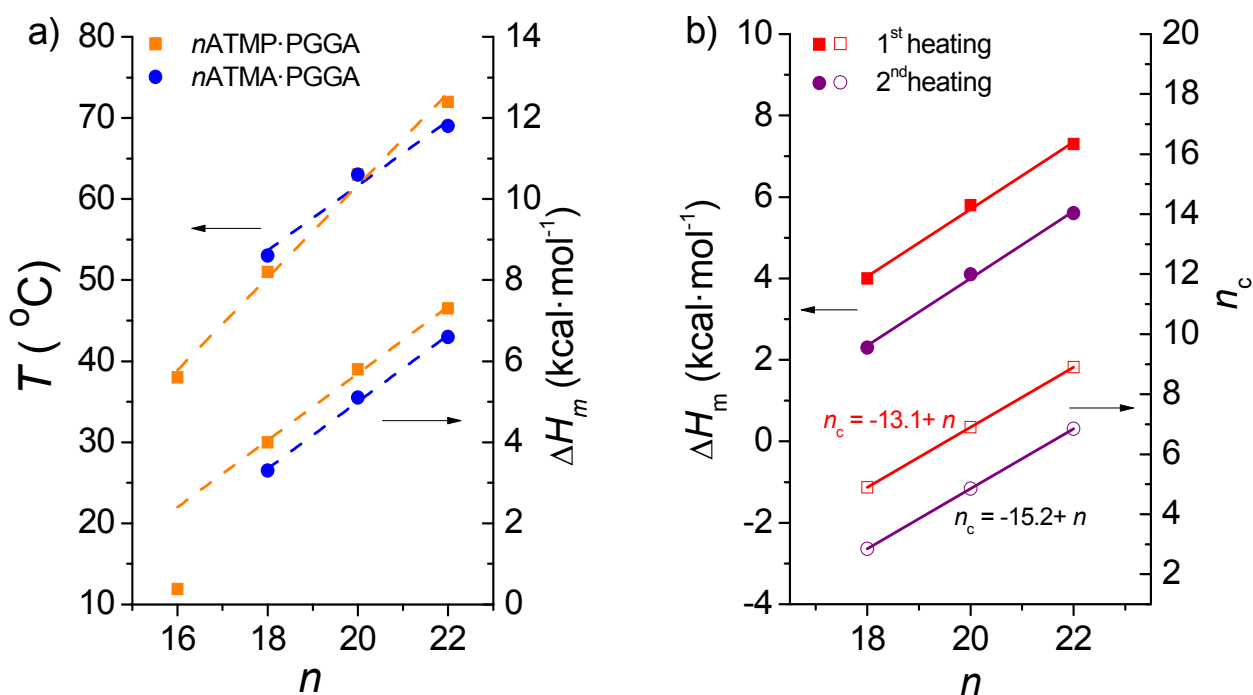 a)
nATMP·PGGA
nATMA·PGGA
80
70
60
50
40
30
20
10
T ( °C)
14
12
10
8
6
4
2
0
ΔHm (kcal·mol⁻¹)
16 18 20 22
n
b)
1st heating
2nd heating
10
8
6
4
2
0
-2
-4
ΔHm (kcal·mol⁻¹)
20
18
16
14
12
10
8
6
4
2
nc
nc = -13.1+ n
nc = -15.2+ n
18 20 22
n